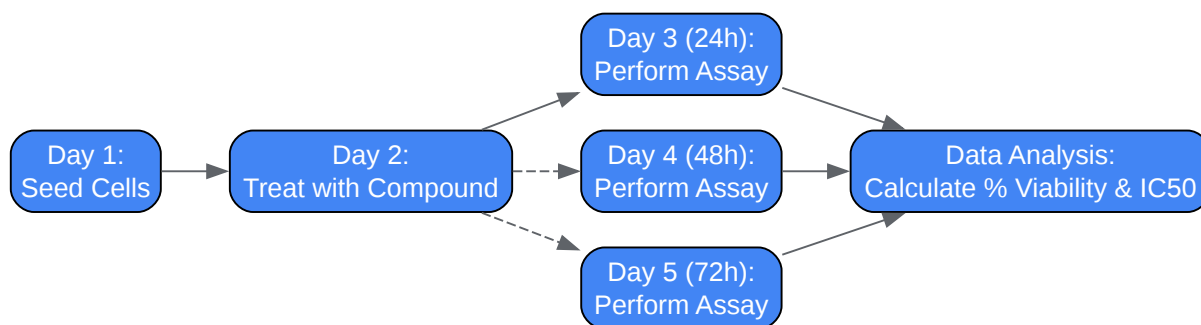 Day 1:
Seed Cells
Day 2:
Treat with Compound
Day 3 (24h):
Perform Assay
Day 4 (48h):
Perform Assay
Day 5 (72h):
Perform Assay
Data Analysis:
Calculate % Viability & IC50